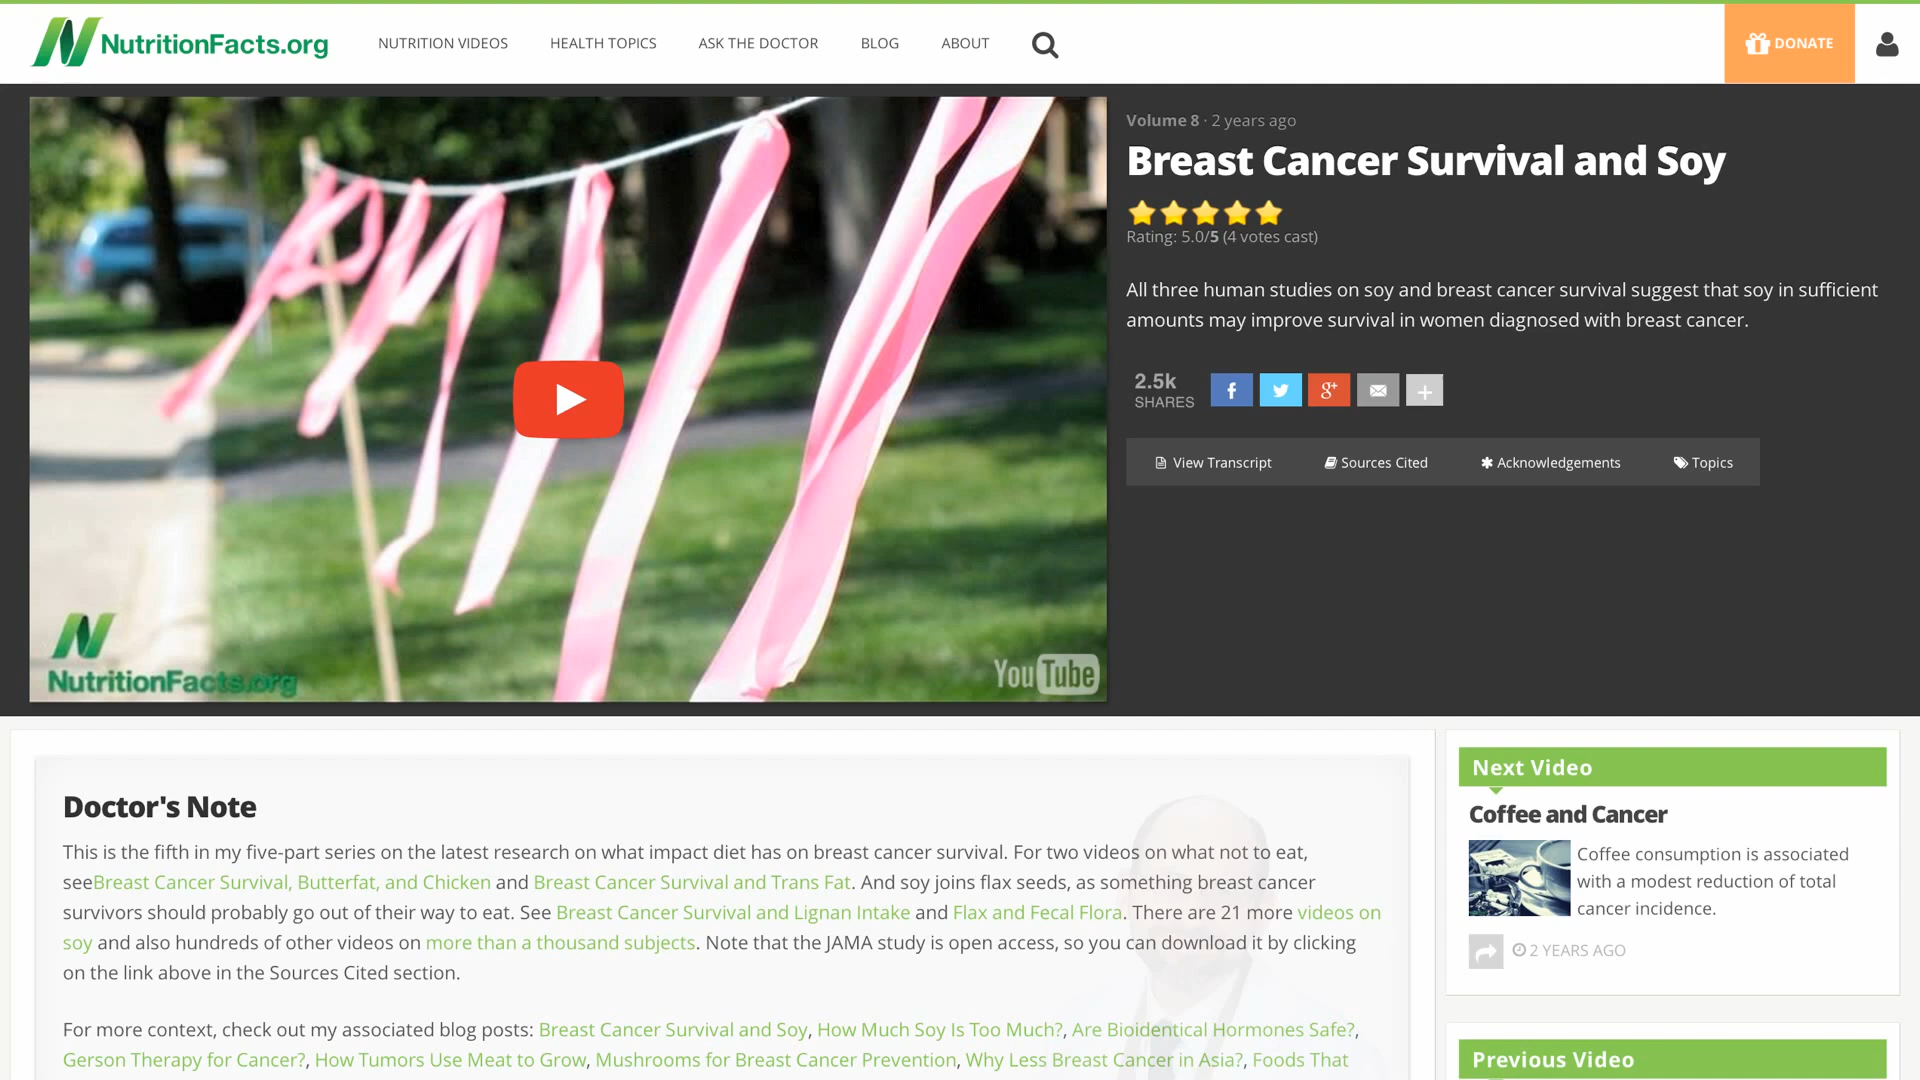 NutritionFacts.org
NUTRITION VIDEOS HEALTH TOPICS ASK THE DOCTOR BLOG ABOUT
DONATE
NutritionFacts.org
YouTube
Volume 8 · 2 years ago
Breast Cancer Survival and Soy
Rating: 5.0/5 (4 votes cast)
All three human studies on soy and breast cancer survival suggest that soy in sufficient
amounts may improve survival in women diagnosed with breast cancer.
2.5k
SHARES
View Transcript Sources Cited Acknowledgements Topics
Doctor's Note
This is the fifth in my five-part series on the latest research on what impact diet has on breast cancer survival. For two videos on what not to eat,
seeBreast Cancer Survival, Butterfat, and Chicken and Breast Cancer Survival and Trans Fat. And soy joins flax seeds, as something breast cancer
survivors should probably go out of their way to eat. See Breast Cancer Survival and Lignan Intake and Flax and Fecal Flora. There are 21 more videos on
soy and also hundreds of other videos on more than a thousand subjects. Note that the JAMA study is open access, so you can download it by clicking
on the link above in the Sources Cited section.
For more context, check out my associated blog posts: Breast Cancer Survival and Soy, How Much Soy Is Too Much?, Are Bioidentical Hormones Safe?,
Gerson Therapy for Cancer?, How Tumors Use Meat to Grow, Mushrooms for Breast Cancer Prevention, Why Less Breast Cancer in Asia?, Foods That
Next Video
Coffee and Cancer
Coffee consumption is associated
with a modest reduction of total
cancer incidence.
2 YEARS AGO
Previous Video